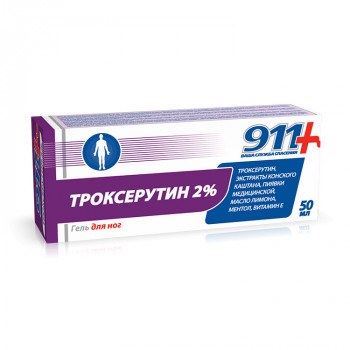 911+
ВАША СЛУЖБА СПАСЕНИЯ
ТРОКСЕРУТИН 2%
ТРОКСЕРУТИН,
ЭКСТРАКТЫ КОНСКОГО
КАШТАНА, ПИЯВКИ
МЕДИЦИНСКОЙ,
МАСЛО ЛИМОНА,
МЕНТОЛ, ВИТАМИН Е
Гель для ног
50 МЛ